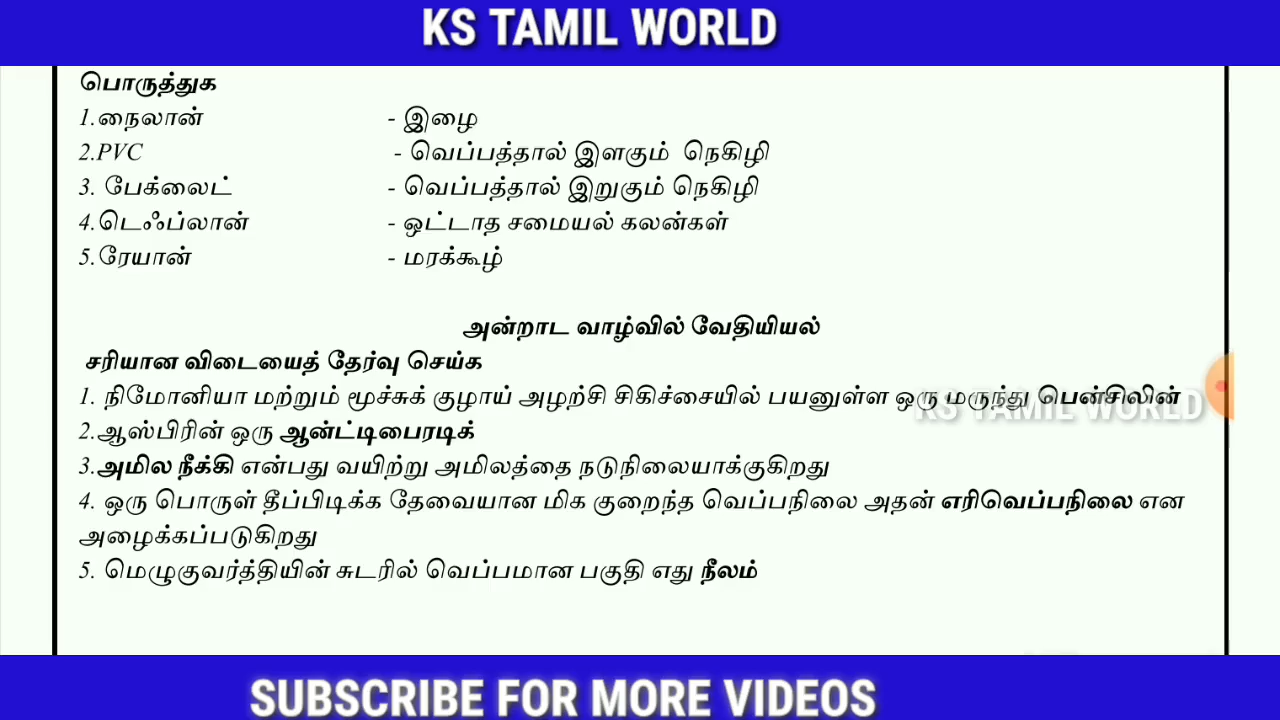 KS TAMIL WORLD
பொருத்துக
1.நைலான் - இழை
2.PVC - வெப்பத்தால் இளகும் நெகிழி
3. பேக்லைட் - வெப்பத்தால் இறுகும் நெகிழி
4.டெஃப்லான் - ஒட்டாத சமையல் கலன்கள்
5.ரேயான் - மரக்கூழ்
அன்றாட வாழ்வில் வேதியியல்
சரியான விடையைத் தேர்வு செய்க
1. நிமோனியா மற்றும் மூச்சுக் குழாய் அழற்சி சிகிச்சையில் பயனுள்ள ஒரு மருந்து பென்சிலின்
KS TAMIL WORLD
2.ஆஸ்பிரின் ஒரு ஆன்ட்டிபைரடிக்
3.அமில நீக்கி என்பது வயிற்று அமிலத்தை நடுநிலையாக்குகிறது
4. ஒரு பொருள் தீப்பிடிக்க தேவையான மிக குறைந்த வெப்பநிலை அதன் எரிவெப்பநிலை என
அழைக்கப்படுகிறது
5. மெழுகுவர்த்தியின் சுடரில் வெப்பமான பகுதி எது நீலம்
SUBSCRIBE FOR MORE VIDEOS